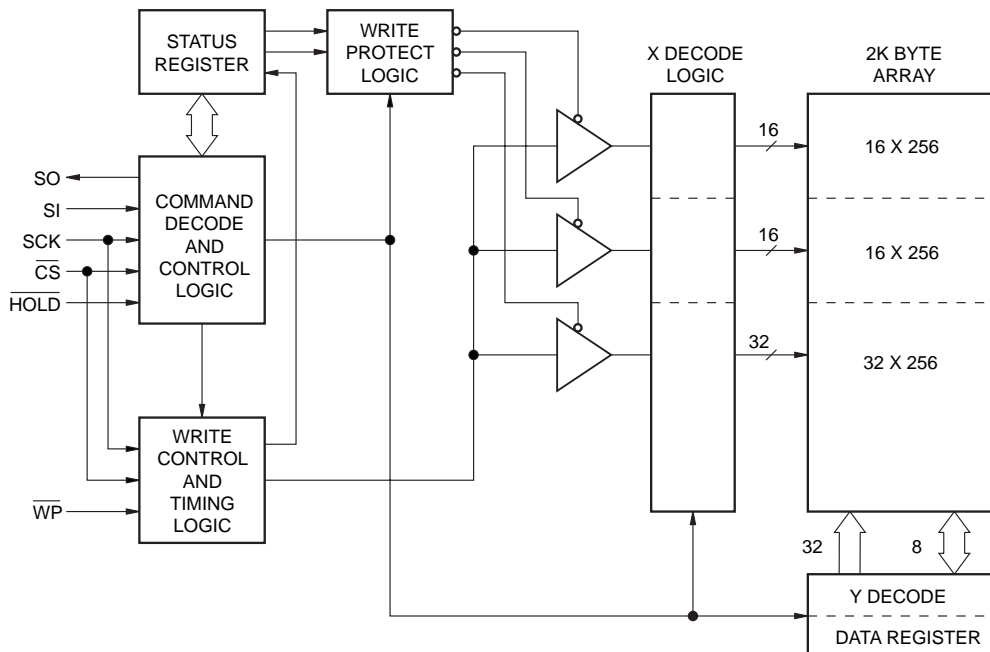 STATUS
REGISTER
WRITE
PROTECT
LOGIC
X DECODE
LOGIC
2K BYTE
ARRAY
16
16 X 256
SO
SI
SCK
CS
HOLD
COMMAND
DECODE
AND
CONTROL
LOGIC
16
16 X 256
32
32 X 256
WP
WRITE
CONTROL
AND
TIMING
LOGIC
32
8
Y DECODE
DATA REGISTER